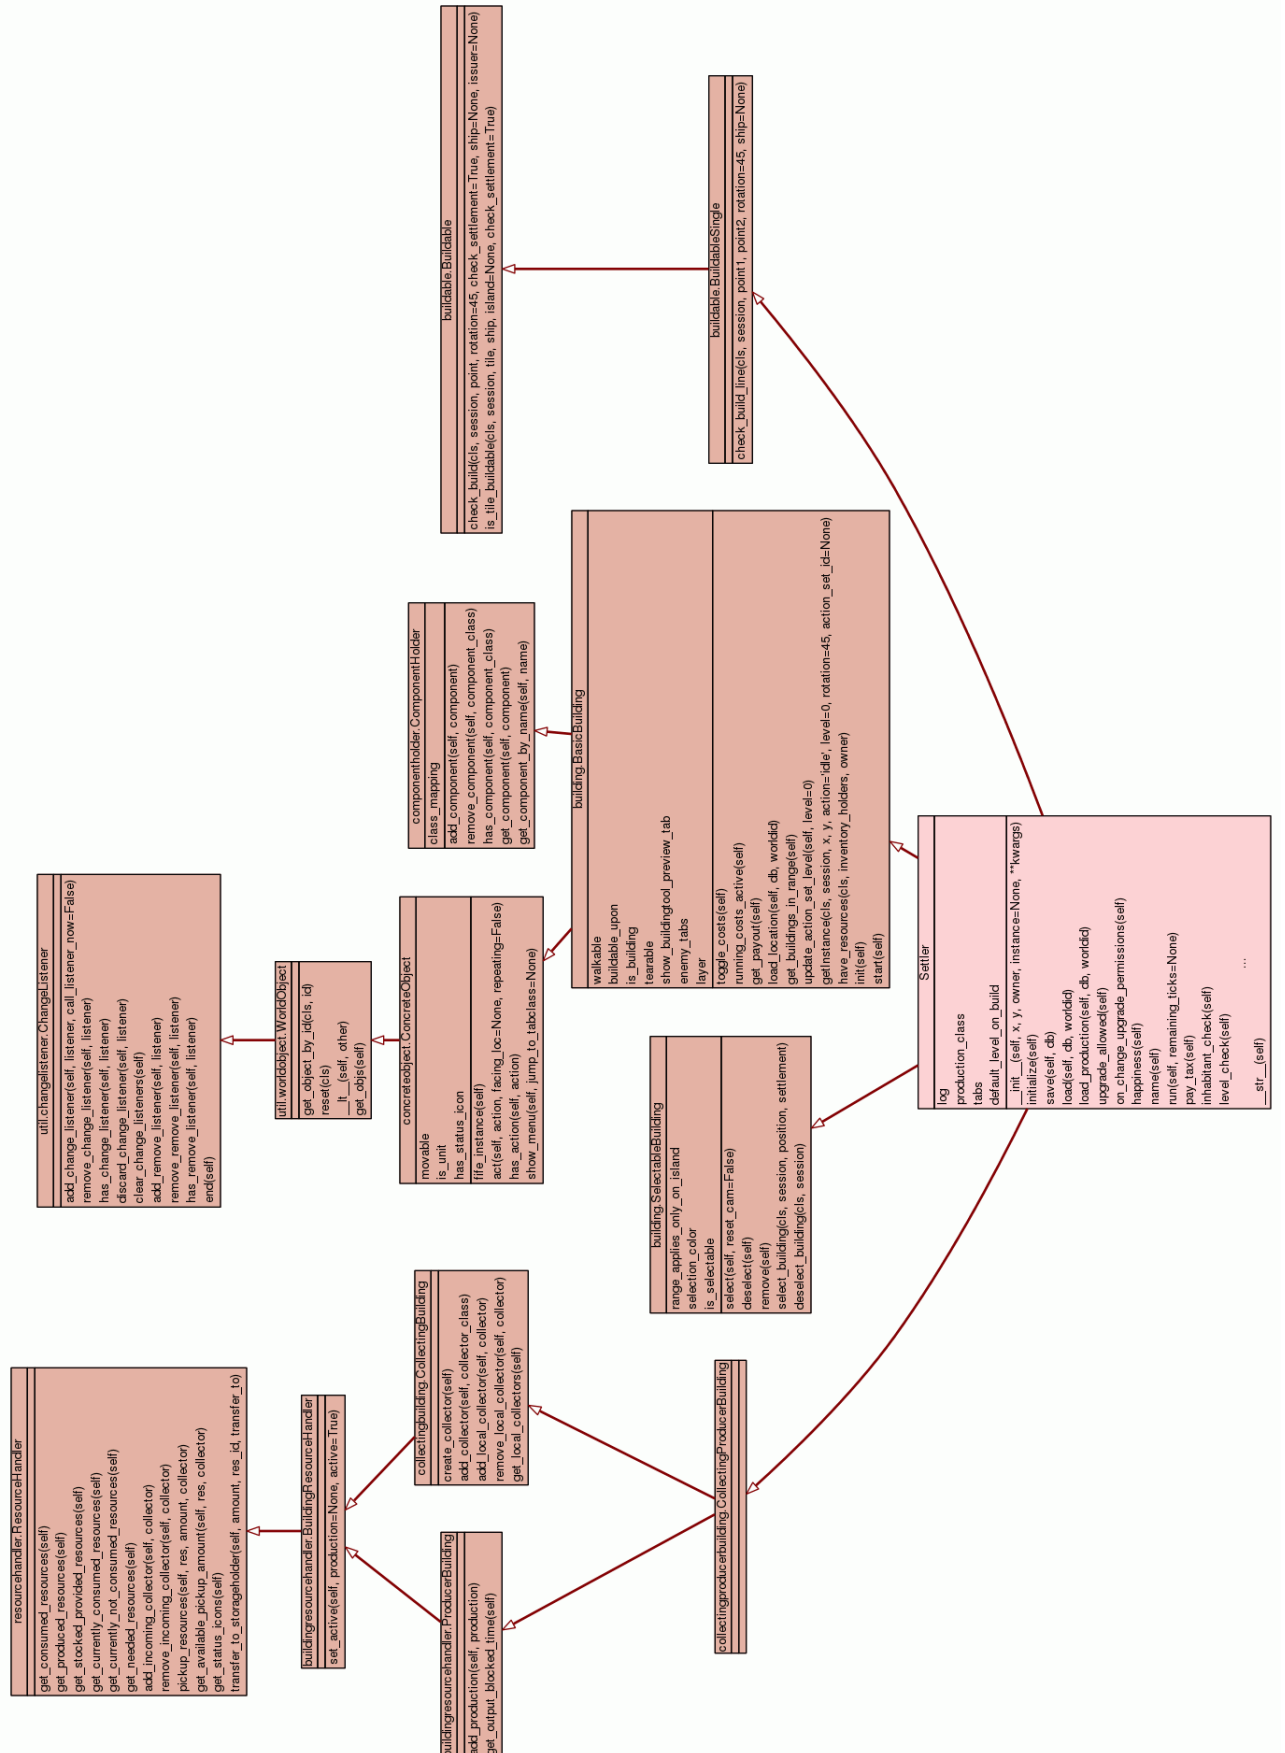 resourcehandler.ResourceHandler
get_consumed_resources(self)
get_produced_resources(self)
get_stocked_provided_resources(self)
get_currently_consumed_resources(self)
get_currently_not_consumed_resources(self)
get_needed_resources(self)
add_incoming_collector(self, collector)
remove_incoming_collector(self, collector)
pickup_resources(self, res, amount, collector)
get_available_pickup_amount(self, res, collector)
get_status_icons(self)
transfer_to_storageholder(self, amount, res_id, transfer_to)
util.changelistener.ChangeListener
add_change_listener(self, listener, call_listener_now=False)
remove_change_listener(self, listener)
has_change_listener(self, listener)
discard_change_listener(self, listener)
clear_change_listeners(self)
add_remove_listener(self, listener)
remove_remove_listener(self, listener)
has_remove_listener(self, listener)
end(self)
buildingresourcehandler.BuildingResourceHandler
set_active(self, production=None, active=True)
util.worldobject.WorldObject
get_object_by_id(cls, id)
reset(cls)
__lt__(self, other)
get_objs(self)
buildingresourcehandler.ProducerBuilding
add_production(self, production)
get_output_blocked_time(self)
collectingbuilding.CollectingBuilding
create_collector(self)
add_collector(self, collector_class)
add_local_collector(self, collector)
remove_local_collector(self, collector)
get_local_collectors(self)
concreteobject.ConcreteObject
movable
is_unit
has_status_icon
fife_instance(self)
act(self, action, facing_loc=None, repeating=False)
has_action(self, action)
show_menu(self, jump_to_tabclass=None)
componentholder.ComponentHolder
class_mapping
add_component(self, component)
remove_component(self, component_class)
has_component(self, component_class)
get_component(self, component)
get_component_by_name(self, name)
buildable.Buildable
check_build(cls, session, point, rotation=45, check_settlement=True, ship=None, issuer=None)
is_tile_buildable(cls, session, tile, ship, island=None, check_settlement=True)
collectingproducerbuilding.CollectingProducerBuilding
building.SelectableBuilding
range_applies_only_on_island
selection_color
is_selectable
select(self, reset_cam=False)
deselect(self)
remove(self)
select_building(cls, session, position, settlement)
deselect_building(cls, session)
building.BasicBuilding
walkable
buildable_upon
is_building
tearable
show_buildingtool_preview_tab
enemy_tabs
layer
toggle_costs(self)
running_costs_active(self)
get_payout(self)
load_location(self, db, worldid)
get_buildings_in_range(self)
update_action_set_level(self, level=0)
getInstance(cls, session, x, y, action='idle', level=0, rotation=45, action_set_id=None)
have_resources(cls, inventory_holders, owner)
init(self)
start(self)
buildable.BuildableSingle
check_build_line(cls, session, point1, point2, rotation=45, ship=None)
Settler
log
production_class
tabs
default_level_on_build
__init__(self, x, y, owner, instance=None, **kwargs)
initialize(self)
save(self, db)
load(self, db, worldid)
load_production(self, db, worldid)
upgrade_allowed(self)
on_change_upgrade_permissions(self)
happiness(self)
name(self)
run(self, remaining_ticks=None)
pay_tax(self)
inhabitant_check(self)
level_check(self)
...
__str__(self)